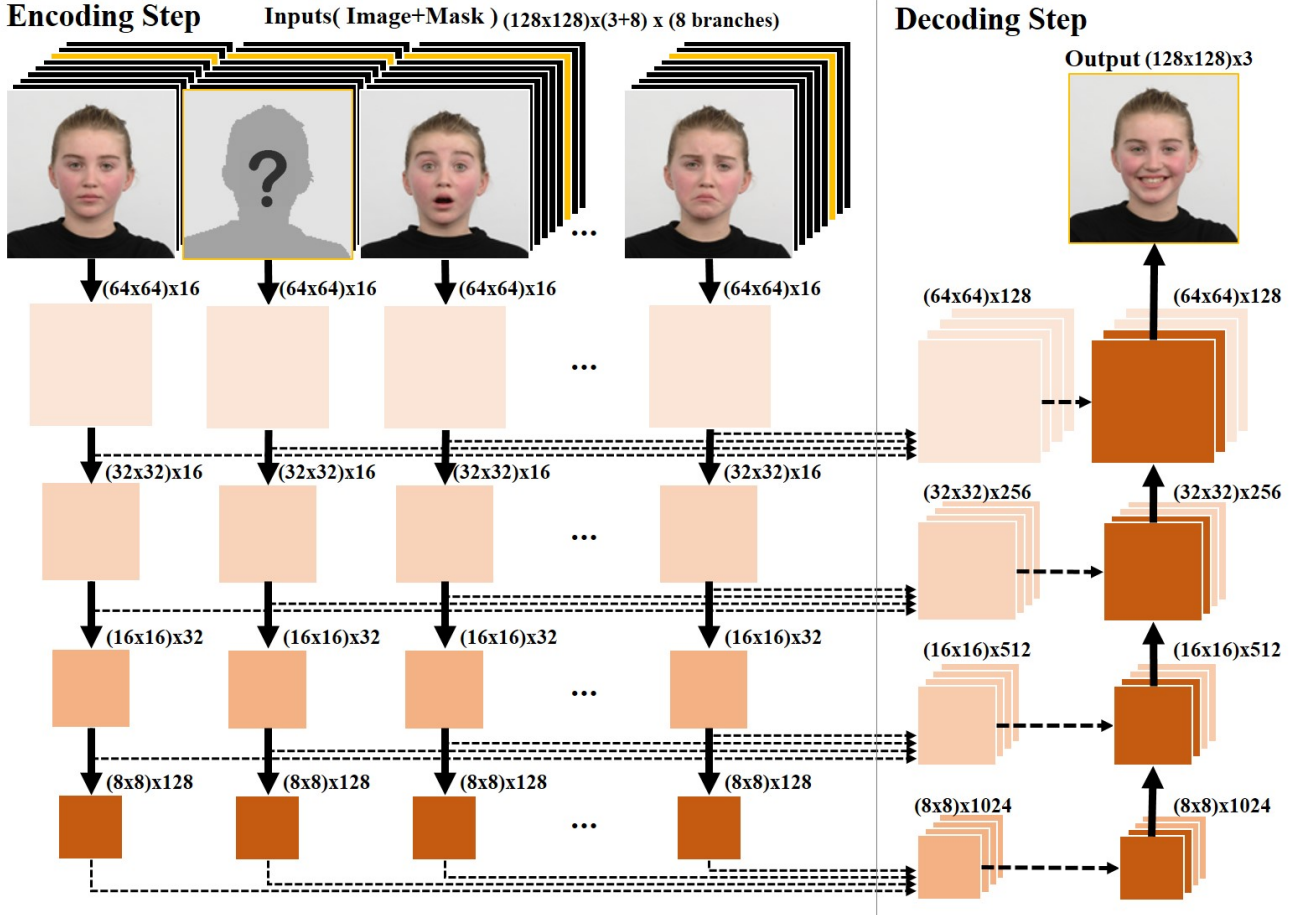 Encoding Step
Inputs( Image+Mask ) (128x128)x(3+8) x (8 branches)
Decoding Step
Output (128x128)x3
?
...
...
(64x64)x16 (64x64)x16 (64x64)x16 (64x64)x16
(64x64)x128 (64x64)x128
...
(32x32)x16 (32x32)x16 (32x32)x16 (32x32)x16
(32x32)x256 (32x32)x256
...
(16x16)x32 (16x16)x32 (16x16)x32 (16x16)x32
(16x16)x512 (16x16)x512
...
(8x8)x128 (8x8)x128 (8x8)x128 (8x8)x128
(8x8)x1024 (8x8)x1024
...